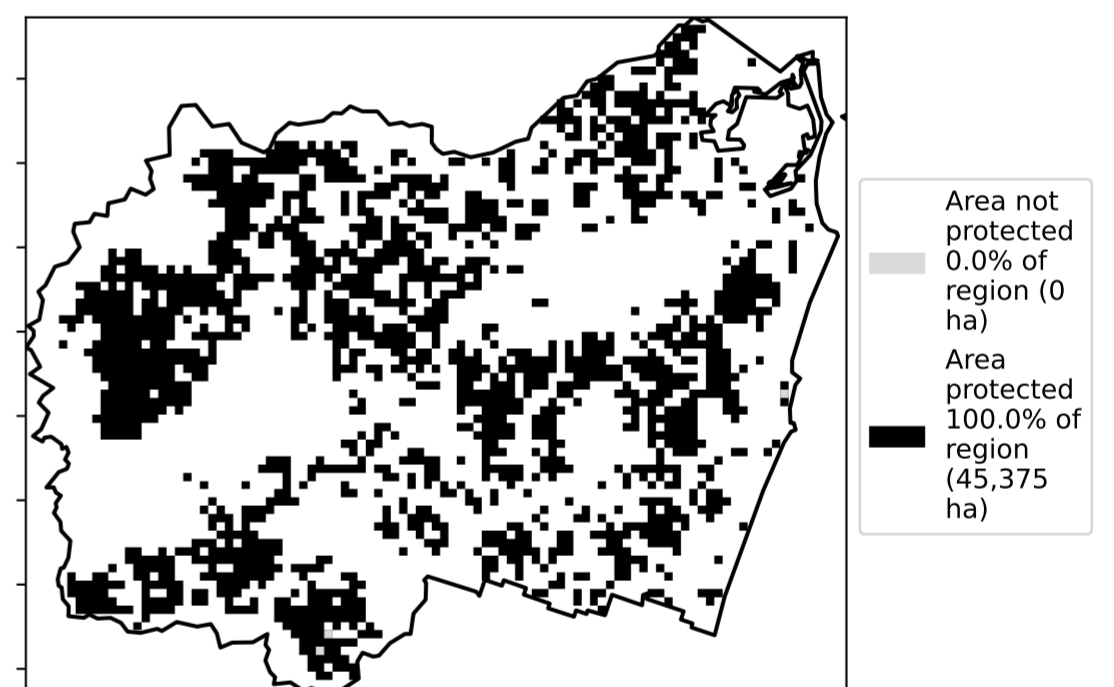 Area not
protected
0.0% of
region (0
ha)
Area
protected
100.0% of
region
(45,375
ha)